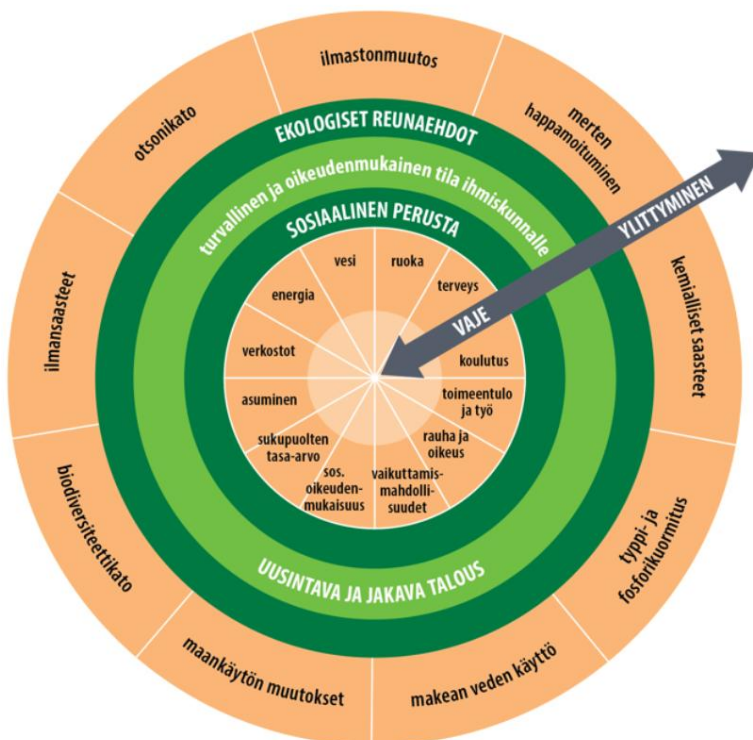 ilmastonmuutos
merten
happamoituminen
kemialliset saasteet
typpi- ja
fosforikuormitus
makean veden käyttö
maankäytön muutokset
biodiversiteettikato
ilmansaasteet
otsonikato
EKOLOGISET REUNAEHDOT
turvallinen ja oikeudenmukainen tila ihmiskunnalle
SOSIAALINEN PERUSTA
YLITTYMINEN
VAJE
vesi
ruoka
terveys
koulutus
toimeentulo
ja työ
rauha ja
oikeus
vaikuttamis-
mahdolli-
suudet
sos.
oikeuden-
mukaisuus
sukupuolten
tasa-arvo
asuminen
verkostot
energia
UUSINTAVA JA JAKAVA TALOUS